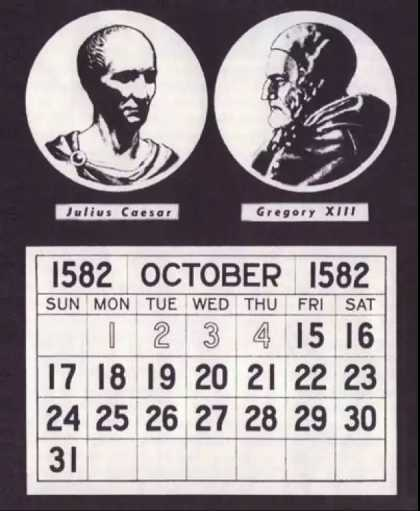 Julius Caesar Gregory XIII
1582 OCTOBER 1582
SUN MON TUE WED THU FRI SAT
1 2 3 4 15 16
17 18 19 20 21 22 23
24 25 26 27 28 29 30
31